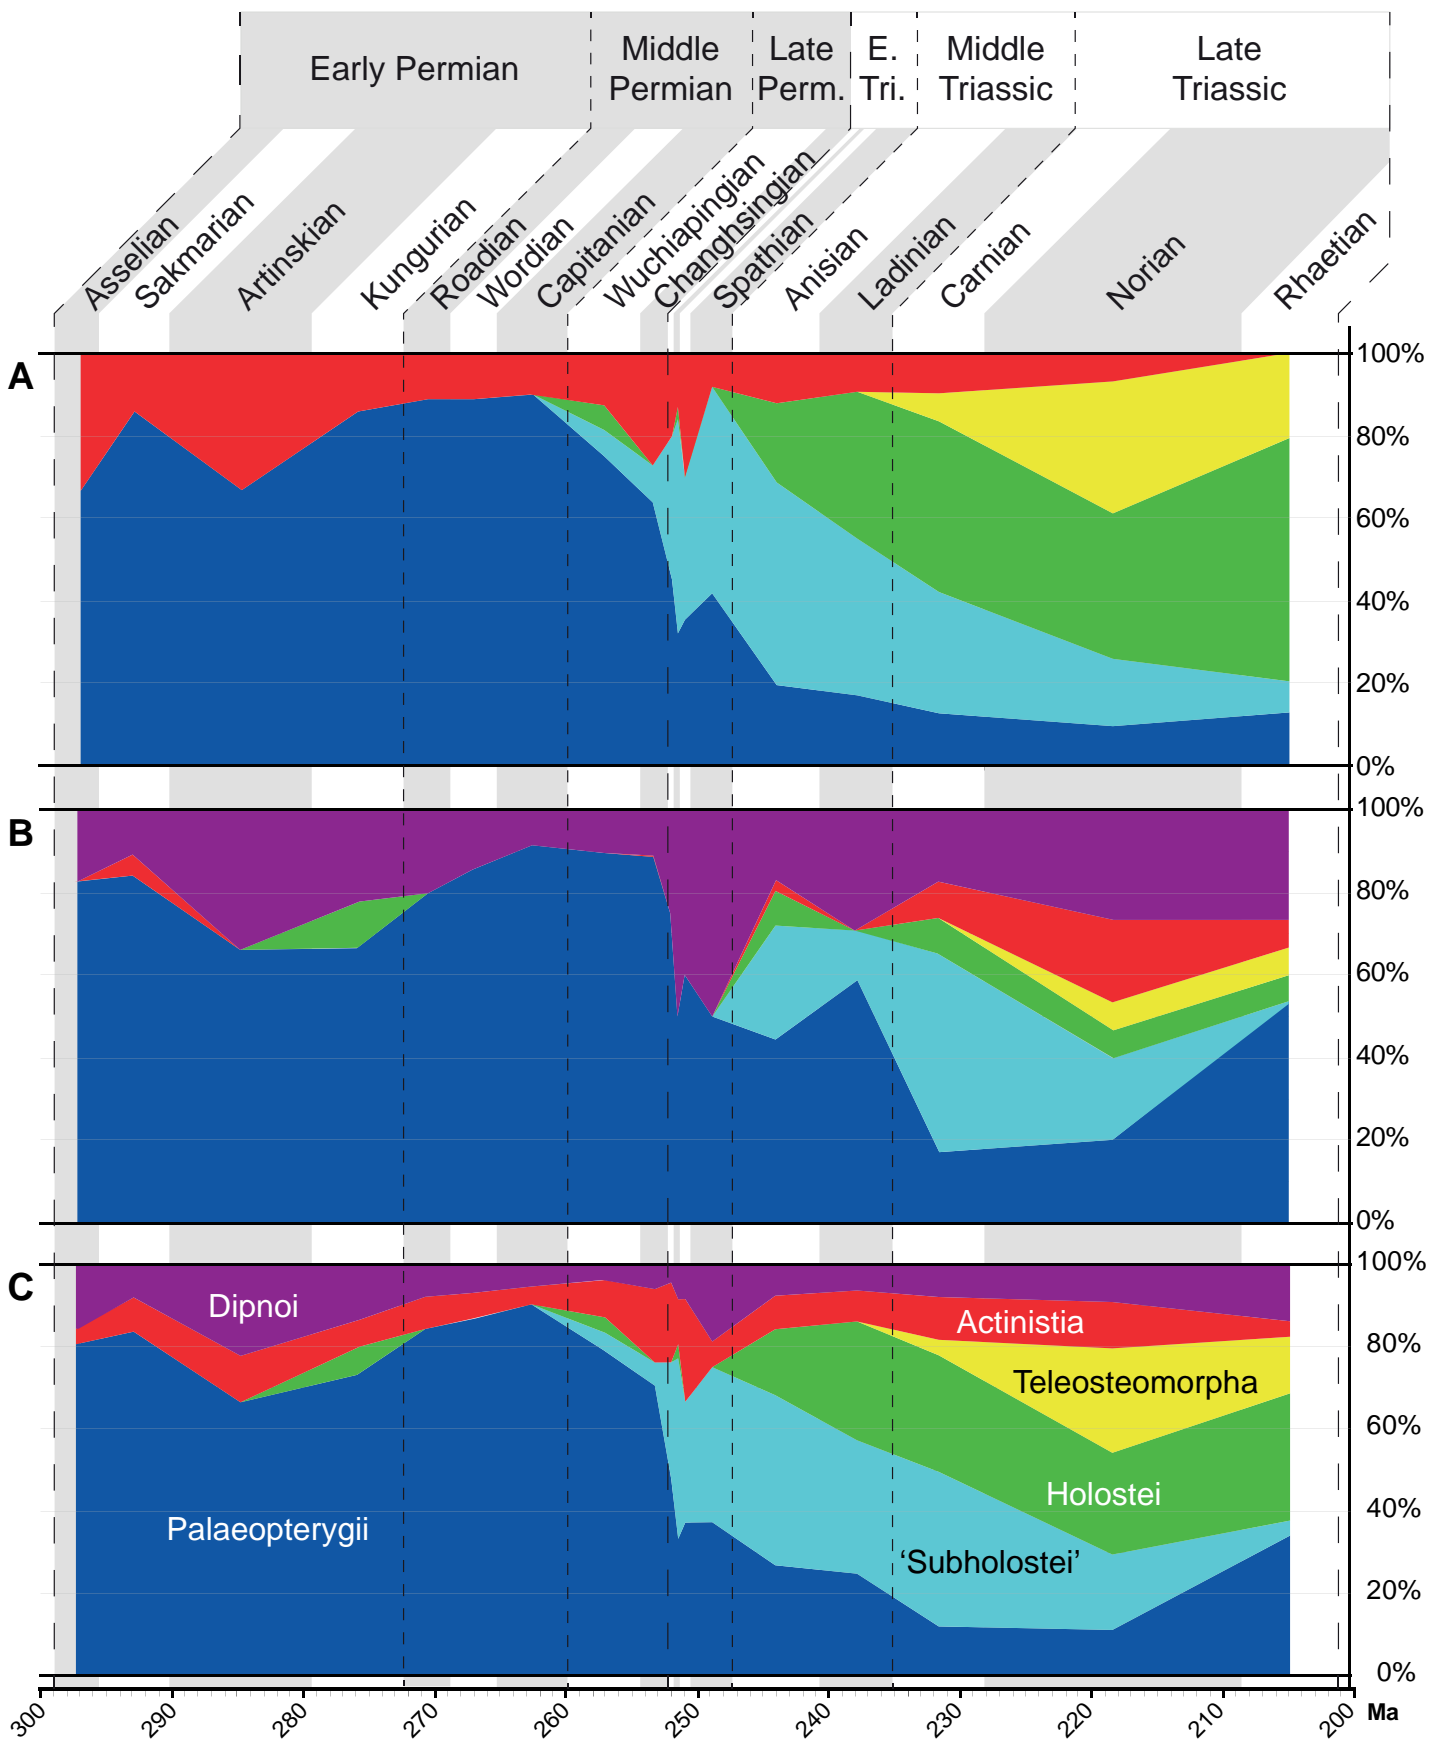 Early Permian
Middle
Permian
Late
Perm.
E.
Tri.
Middle
Triassic
Late
Triassic
Asselian
Sakmarian
Artinskian
Kungurian
Roadian
Wordian
Capitanian
Wuchiapingian
Changhsingian
Spathian
Anisian
Ladinian
Carnian
Norian
Rhaetian
A
100%
80%
60%
40%
20%
0%
B
100%
80%
60%
40%
20%
0%
C
100%
80%
60%
40%
20%
0%
Dipnoi
Actinistia
Teleosteomorpha
Holostei
Palaeopterygii
‘Subholostei’
300
290
280
270
260
250
240
230
220
210
200
Ma